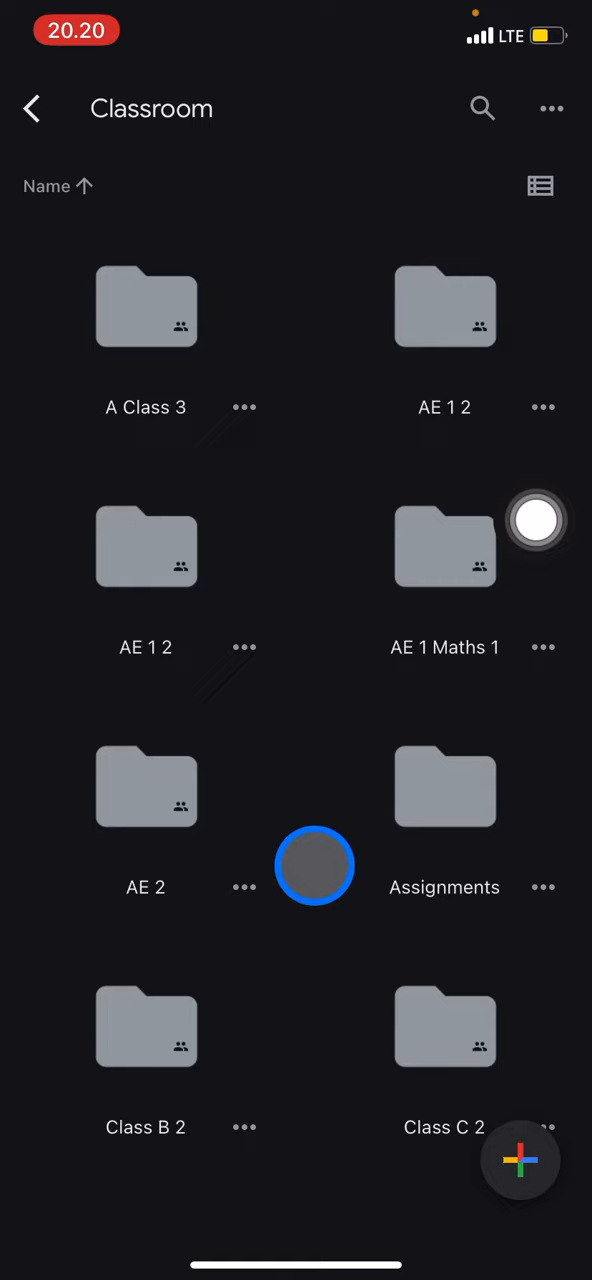 20.20
LTE
Classroom
Name
A Class 3
AE 1 2
AE 1 2
AE 1 Maths 1
AE 2
Assignments
Class B 2
Class C 2